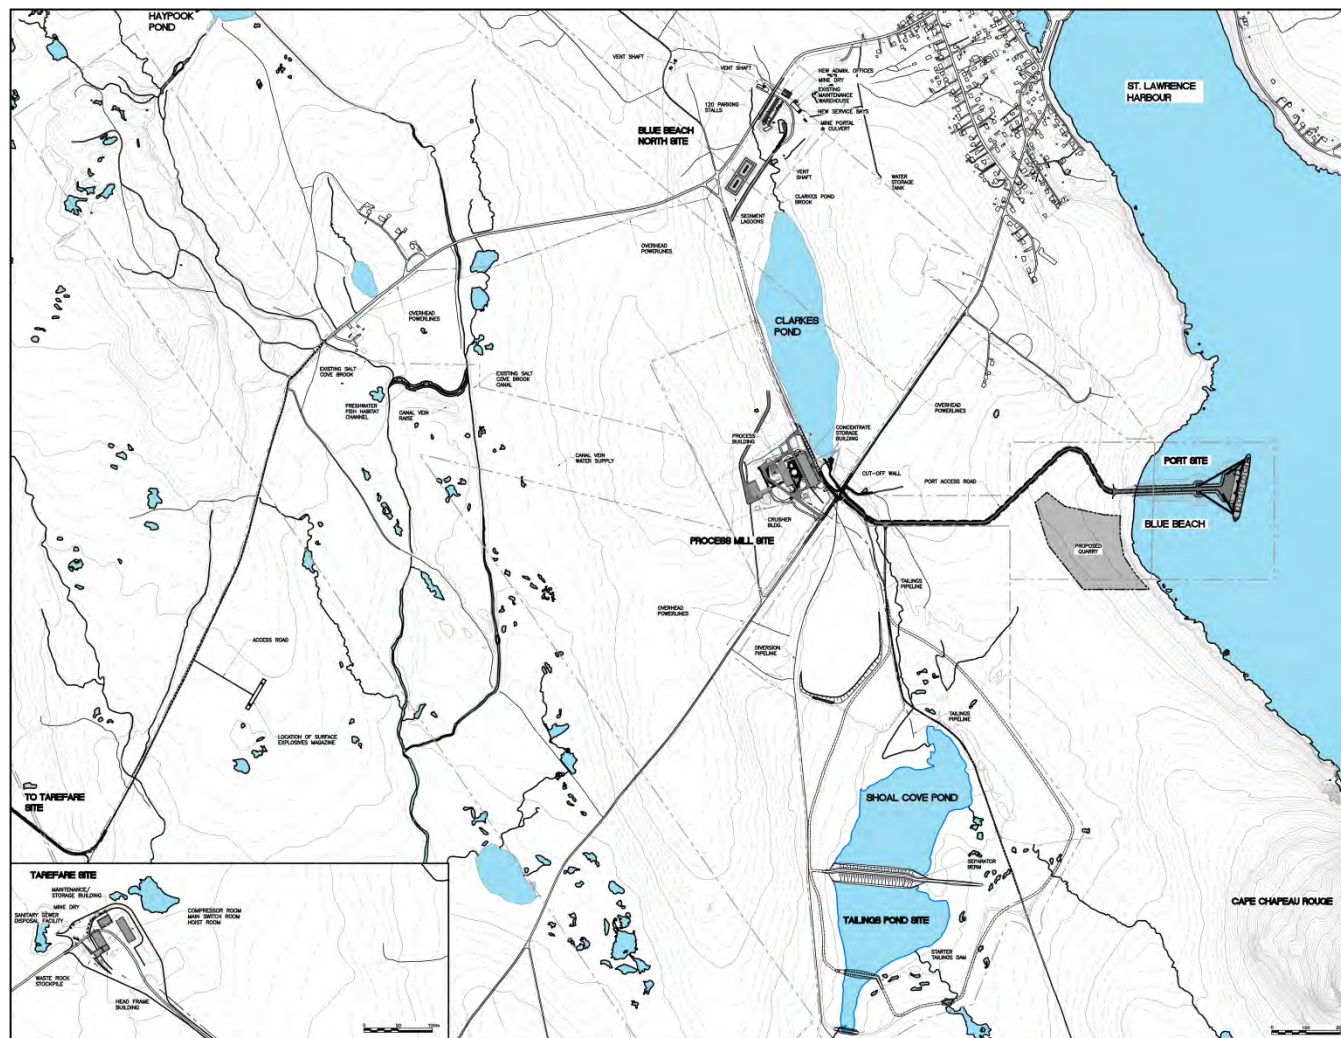 HAYPOOK
POND
ST. LAWRENCE
HARBOUR
VENT SHAFT
VENT SHAFT
NEW ADMIN. OFFICES
MINE DRY
EXISTING
MAINTENANCE
WAREHOUSE
NEW SERVICE BAYS
MINE PORTAL
& CULVERT
120 PARKING
STALLS
BLUE BEACH
NORTH SITE
VENT
SHAFT
WATER
STORAGE
TANK
CLARKES POND
BROOK
SEDIMENT
LAGOONS
OVERHEAD
POWERLINES
OVERHEAD
POWERLINES
CLARKES
POND
EXISTING SALT
COVE BROOK
EXISTING SALT
COVE BROOK
CANAL
FRESHWATER
FISH HABITAT
CHANNEL
CANAL VEIN
RAISE
OVERHEAD
POWERLINES
CONCENTRATE
STORAGE
BUILDING
PROCESS
BUILDING
CANAL VEIN
WATER SUPPLY
CUT-OFF WALL
PORT ACCESS ROAD
PORT SITE
CRUSHER
BLDG.
PROCESS MILL SITE
BLUE BEACH
PROPOSED
QUARRY
TAILINGS
PIPELINE
OVERHEAD
POWERLINES
ACCESS ROAD
DIVERSION
PIPELINE
TAILINGS
PIPELINE
LOCATION OF SURFACE
EXPLOSIVES MAGAZINE
TO TAREFARE
SITE
SHOAL COVE POND
SEPARATOR
BERM
TAILINGS POND SITE
CAPE CHAPEAU ROUGE
STARTER
TAILINGS DAM
TAREFARE SITE
MAINTENANCE/
STORAGE BUILDING
MINE DRY
SANITARY SEWER
DISPOSAL FACILITY
COMPRESSOR ROOM
MAIN SWITCH ROOM
HOIST ROOM
WASTE ROCK
STOCKPILE
HEAD FRAME
BUILDING
0 50 100m